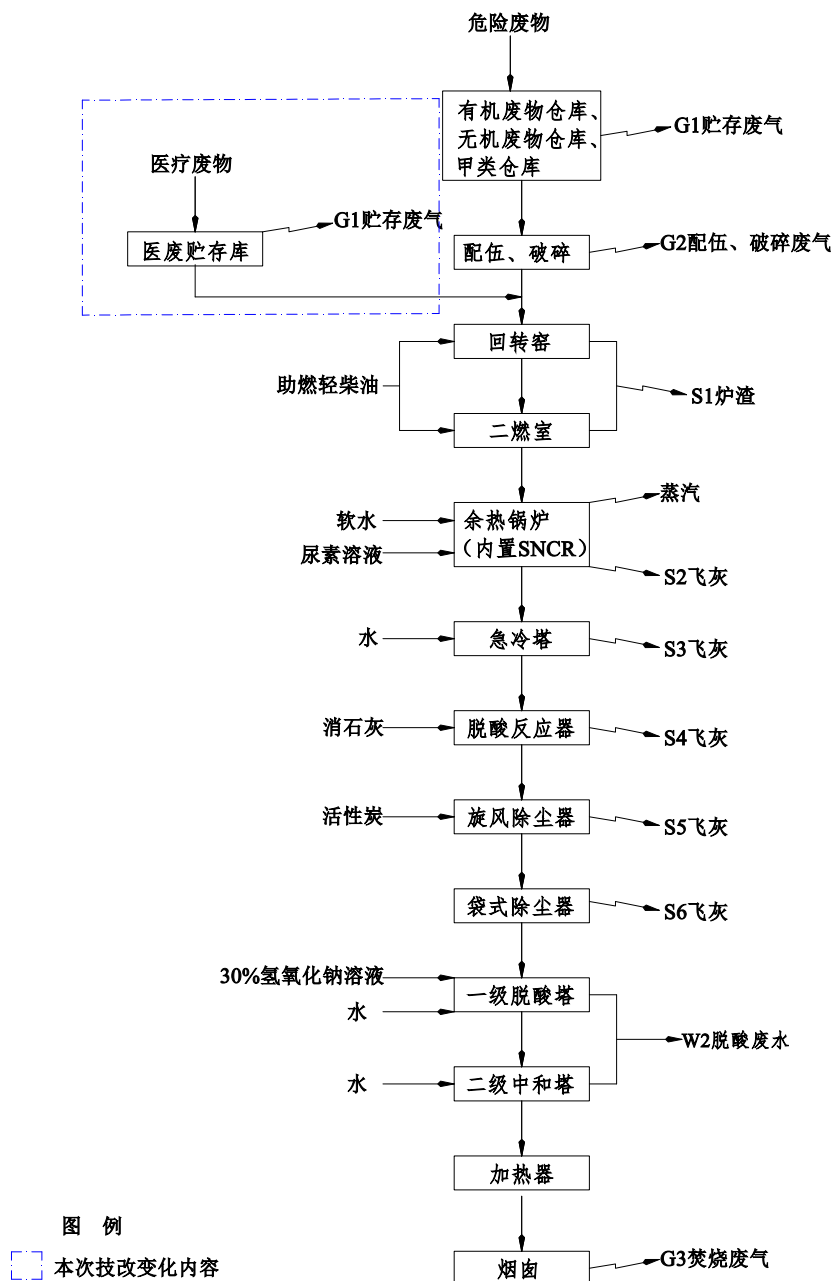 危险废物
有机废物仓库、
无机废物仓库、
甲类仓库
G1贮存废气
医疗废物
G1贮存废气
医废贮存库
配伍、破碎
G2配伍、破碎废气
回转窑
助燃轻柴油
S1炉渣
二燃室
蒸汽
软水
余热锅炉
（内置SNCR）
尿素溶液
S2飞灰
水
急冷塔
S3飞灰
消石灰
脱酸反应器
S4飞灰
活性炭
旋风除尘器
S5飞灰
袋式除尘器
S6飞灰
30%氢氧化钠溶液
一级脱酸塔
水
W2脱酸废水
水
二级中和塔
加热器
图 例
本次技改变化内容
烟囱
G3焚烧废气